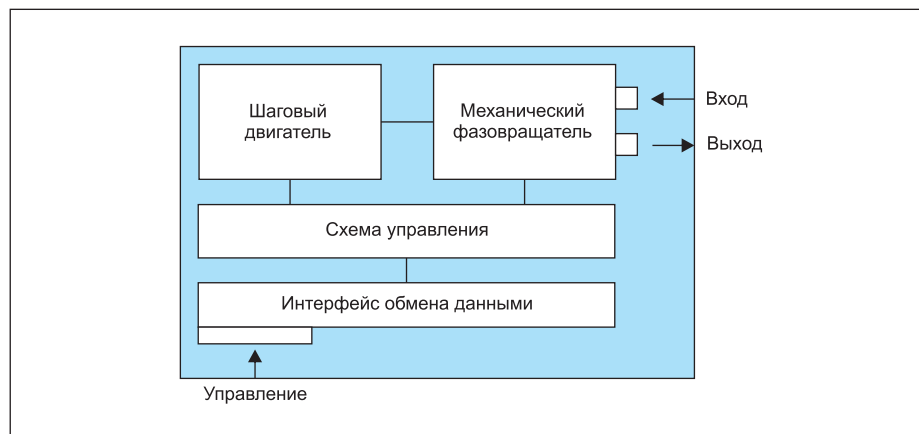 Шаговый
двигатель
Механический
фазовращатель
Вход
Выход
Схема управления
Интерфейс обмена данными
Управление